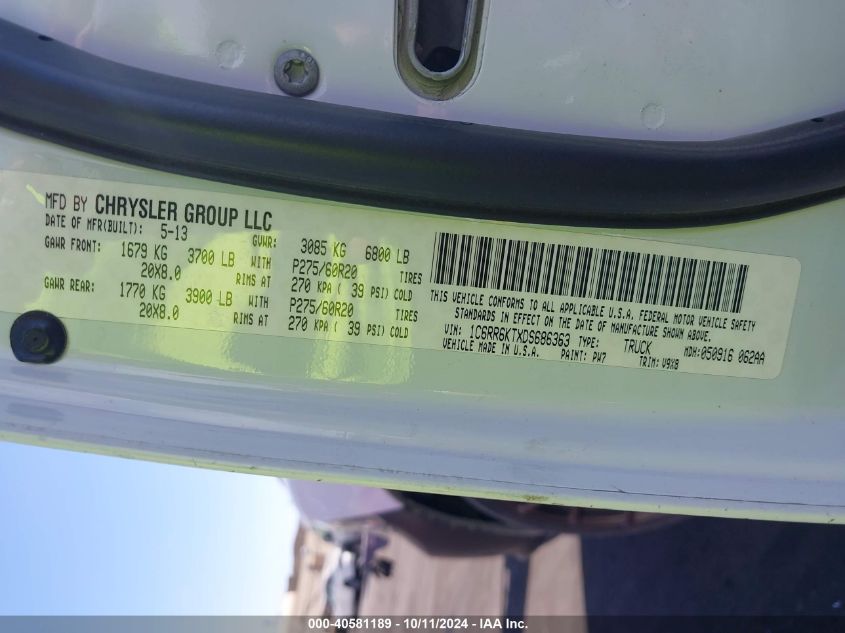 MFD BY CHRYSLER GROUP LLC
DATE OF MFR(BUILT): 5-13 GVWR: 3085 KG 6800 LB
GAWR FRONT: 1679 KG 3700 LB WITH P275/60R20 TIRES
20X8.0 RIMS AT 270 KPA ( 39 PSI) COLD
GAWR REAR: 1770 KG 3900 LB WITH P275/60R20 TIRES
20X8.0 RIMS AT 270 KPA ( 39 PSI) COLD
THIS VEHICLE CONFORMS TO ALL APPLICABLE U.S.A. FEDERAL MOTOR VEHICLE SAFETY
STANDARDS IN EFFECT ON THE DATE OF MANUFACTURE SHOWN ABOVE.
VIN: 1C6RR6KTXDS686363 TYPE: TRUCK MDH:050916 062AA
VEHICLE MADE IN U.S.A. PAINT: PW7 TRIM: V9X8
000-40581189 - 10/11/2024 - IAA Inc.